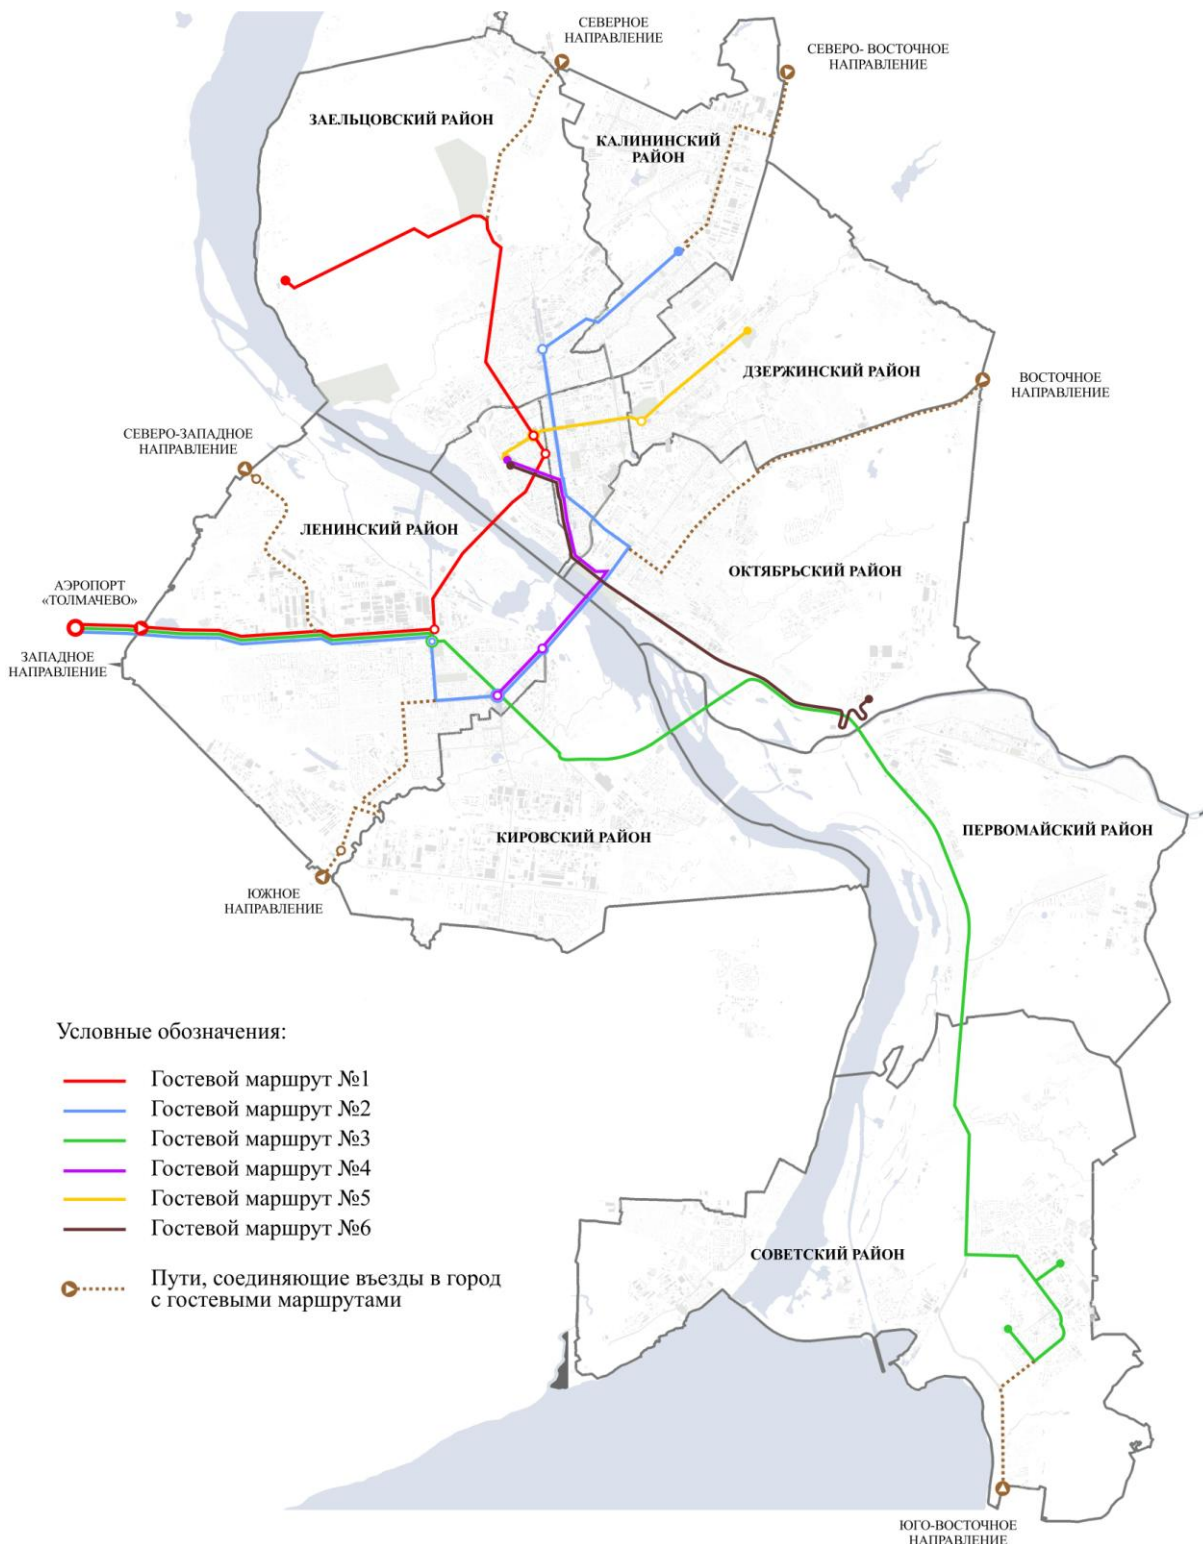 СЕВЕРНОЕ
НАПРАВЛЕНИЕ
СЕВЕРО- ВОСТОЧНОЕ
НАПРАВЛЕНИЕ
ЗАЕЛЬЦОВСКИЙ РАЙОН
КАЛИНИНСКИЙ
РАЙОН
ДЗЕРЖИНСКИЙ РАЙОН
ВОСТОЧНОЕ
НАПРАВЛЕНИЕ
СЕВЕРО-ЗАПАДНОЕ
НАПРАВЛЕНИЕ
ЛЕНИНСКИЙ РАЙОН
ОКТЯБРЬСКИЙ РАЙОН
АЭРОПОРТ
«ТОЛМАЧЕВО»
ЗАПАДНОЕ
НАПРАВЛЕНИЕ
КИРОВСКИЙ РАЙОН
ПЕРВОМАЙСКИЙ РАЙОН
ЮЖНОЕ
НАПРАВЛЕНИЕ
Условные обозначения:
Гостевой маршрут №1
Гостевой маршрут №2
Гостевой маршрут №3
Гостевой маршрут №4
Гостевой маршрут №5
Гостевой маршрут №6
Пути, соединяющие въезды в город
с гостевыми маршрутами
СОВЕТСКИЙ РАЙОН
ЮГО-ВОСТОЧНОЕ
НАПРАВЛЕНИЕ